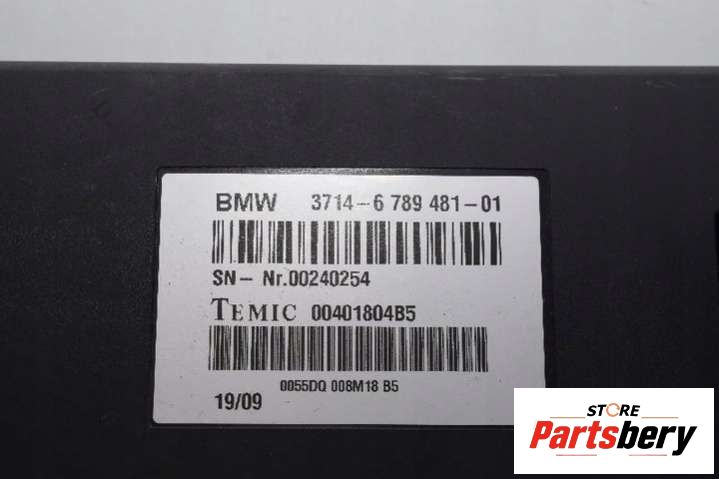 BMW 3714-6 789 481-01
SN- Nr.00240254
TEMIC 00401804B5
0055DQ 008M18 B5
19/09
STORE
Partsbery